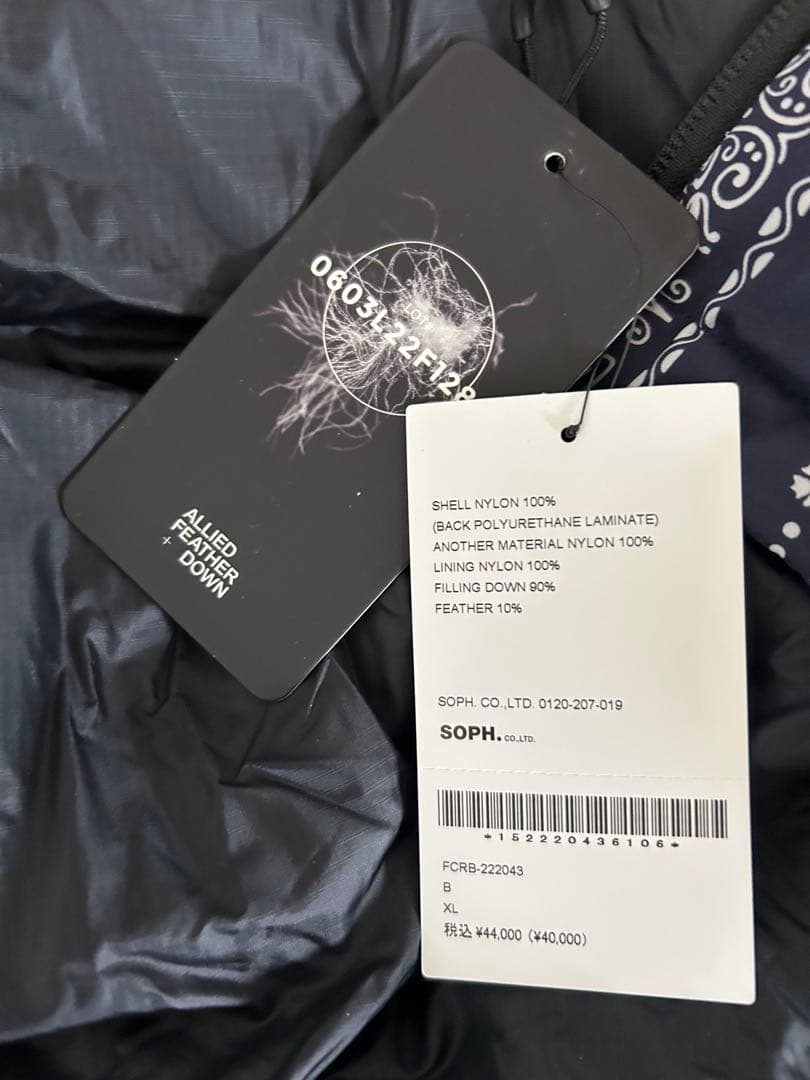 LOT#
0603L22F128
ALLIED
FEATHER
+ DOWN
SHELL NYLON 100%
(BACK POLYURETHANE LAMINATE)
ANOTHER MATERIAL NYLON 100%
LINING NYLON 100%
FILLING DOWN 90%
FEATHER 10%
SOPH. CO.,LTD. 0120-207-019
SOPH. CO.,LTD.
*152220436106*
FCRB-222043
B
XL
税込 ¥44,000 (¥40,000)